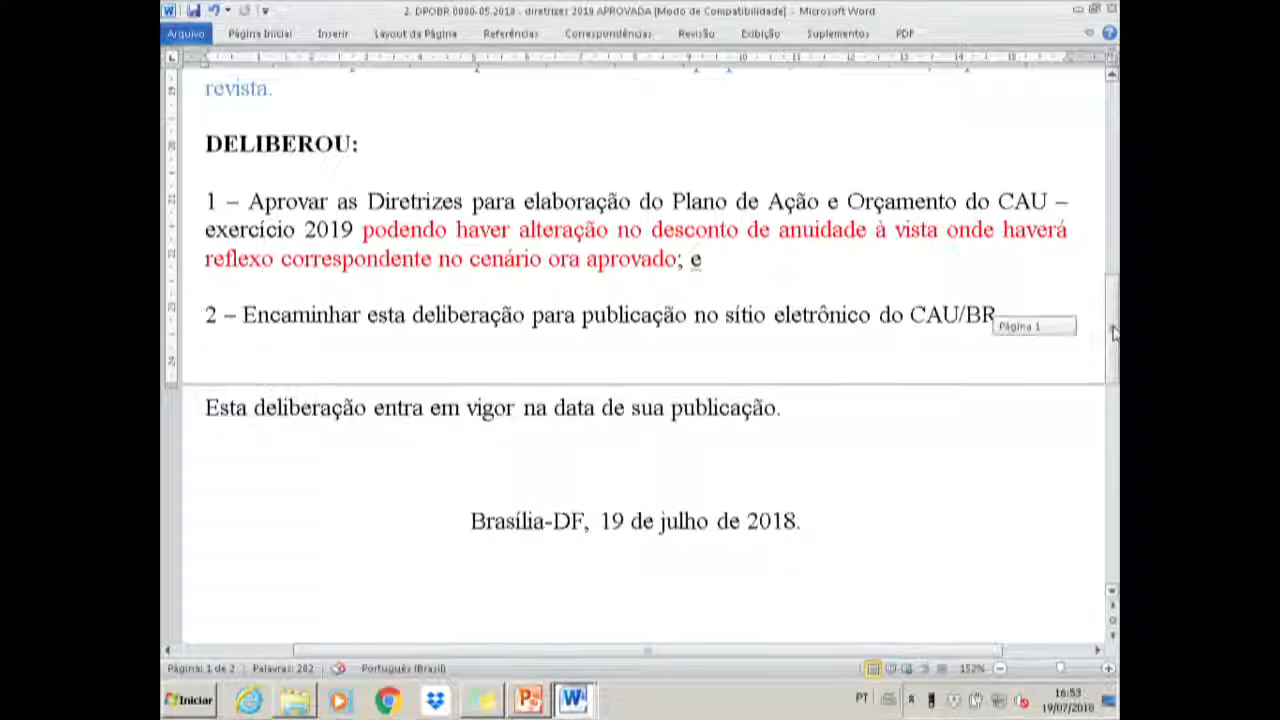 2. DPOBR 0080-05.2018 - diretrizes 2019 APROVADA [Modo de Compatibilidade] - Microsoft Word
Arquivo Página Inicial Inserir Layout da Página Referências Correspondências Revisão Exibição Suplementos PDF
revista.
DELIBEROU:
1 – Aprovar as Diretrizes para elaboração do Plano de Ação e Orçamento do CAU –
exercício 2019 podendo haver alteração no desconto de anuidade à vista onde haverá
reflexo correspondente no cenário ora aprovado; e
2 – Encaminhar esta deliberação para publicação no sítio eletrônico do CAU/BR
Página 1
Esta deliberação entra em vigor na data de sua publicação.
Brasília-DF, 19 de julho de 2018.
Página: 1 de 2 Palavras: 282 Português (Brasil) 152%
Iniciar PT 16:53
19/07/2018